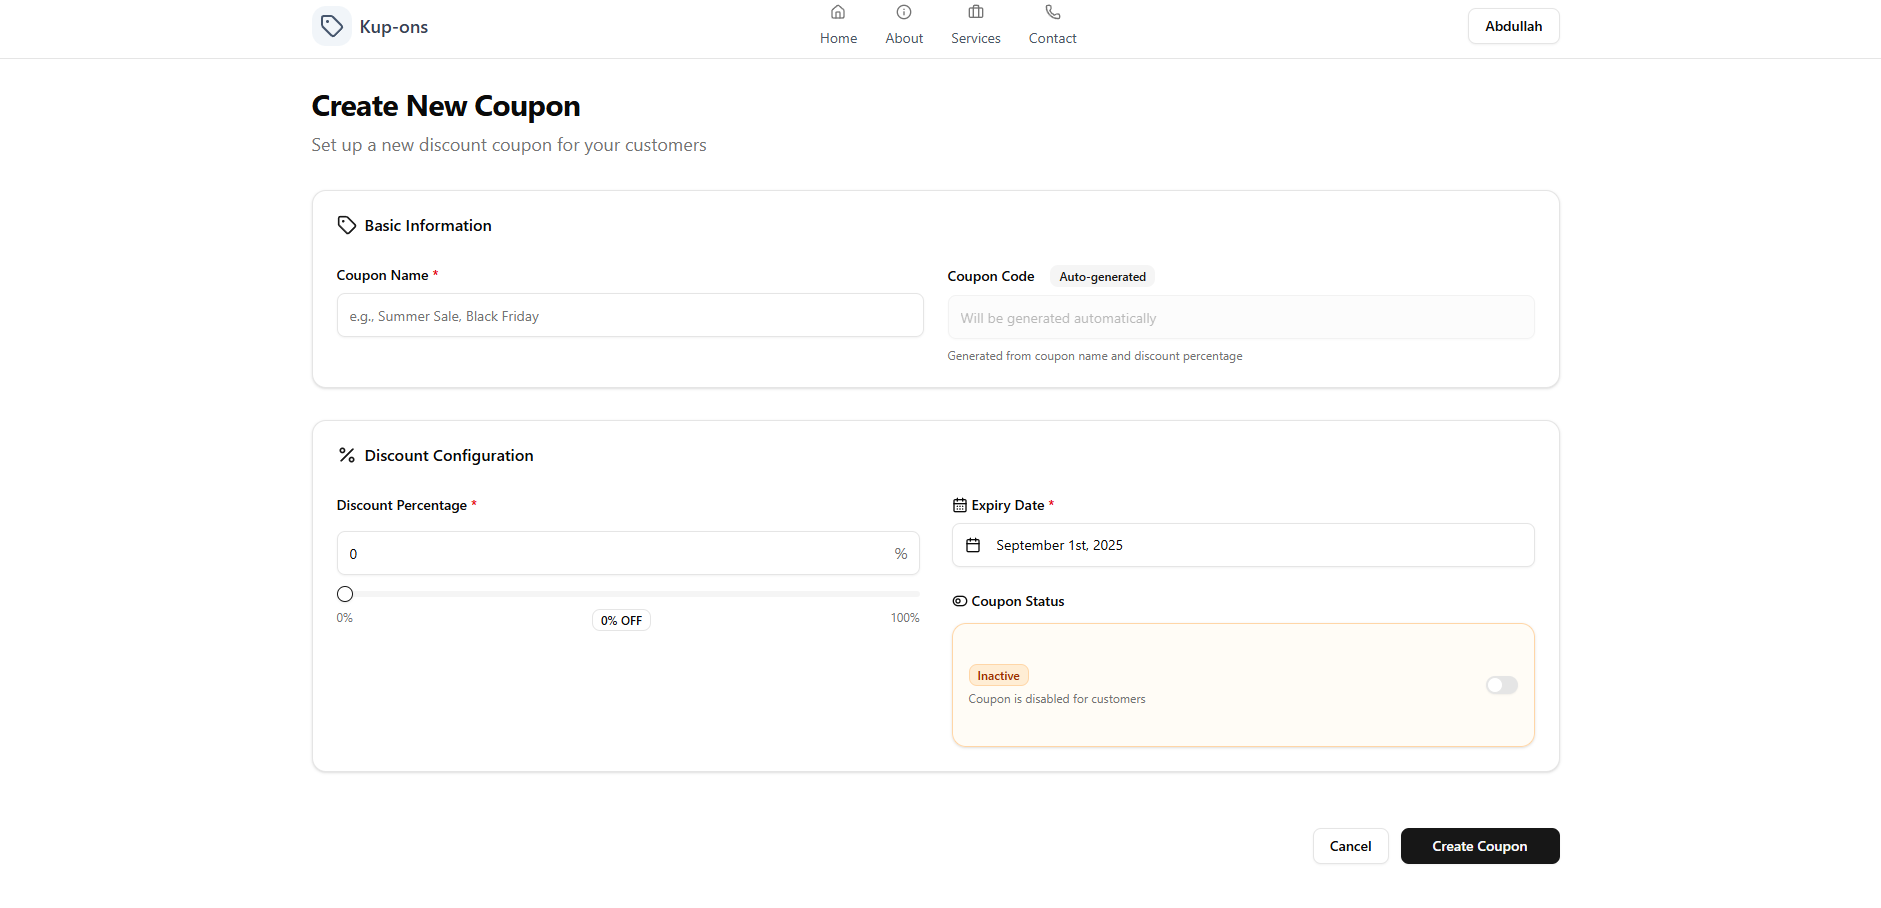 Kup-ons
Home
About
Services
Contact
Abdullah
Create New Coupon
Set up a new discount coupon for your customers
Basic Information
Coupon Name *
e.g., Summer Sale, Black Friday
Coupon Code
Auto-generated
Will be generated automatically
Generated from coupon name and discount percentage
Discount Configuration
Discount Percentage *
0 %
0%
0% OFF
100%
Expiry Date *
September 1st, 2025
Coupon Status
Inactive
Coupon is disabled for customers
Cancel
Create Coupon